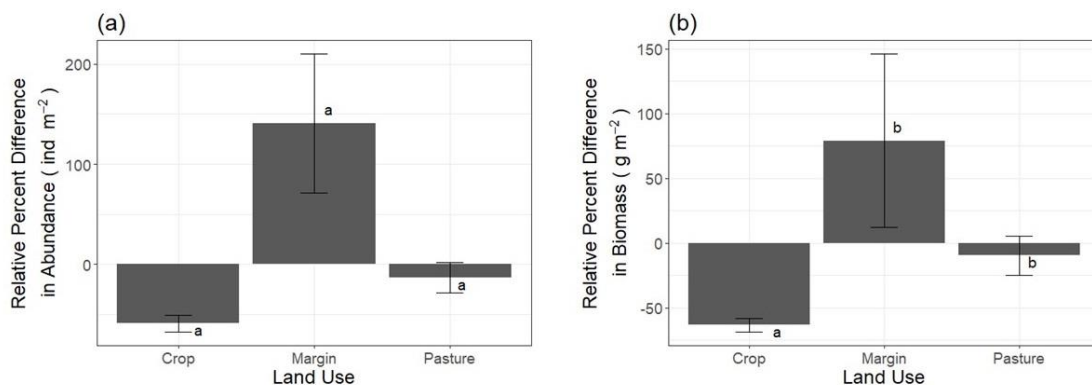 (a)
Relative Percent Difference
in Abundance ( ind m⁻²)
200
100
0
a
a
a
Crop
Margin
Pasture
Land Use
(b)
Relative Percent Difference
in Biomass ( g m⁻²)
150
100
50
0
-50
a
b
b
Crop
Margin
Pasture
Land Use